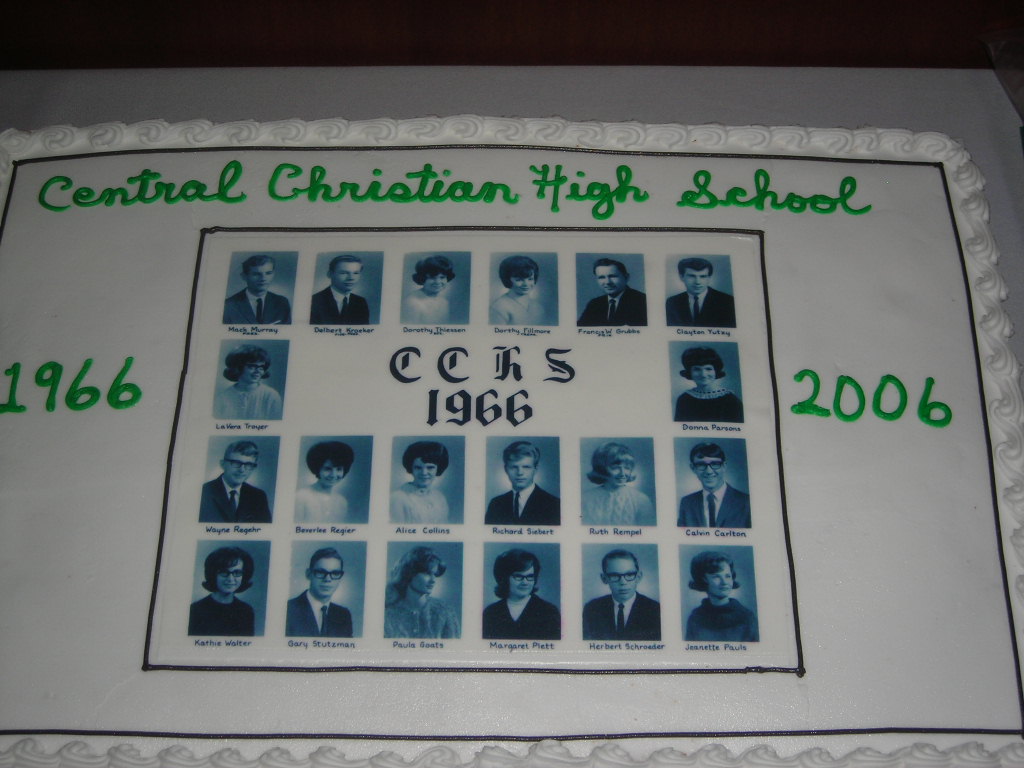 Central Christian High School
Mack Murray Delbert Kroeker Dorothy Thiessen Dorthy Fillmore Francis W. Grubbs Clayton Yutzy
1966 CCHS 2006
1966
LaVera Troyer Donna Parsons
Wayne Regehr Beverlee Regier Alice Collins Richard Siebert Ruth Rempel Calvin Carlton
Kathie Walter Gary Stutzman Paula Goats Margaret Plett Herbert Schroeder Jeanette Pauls